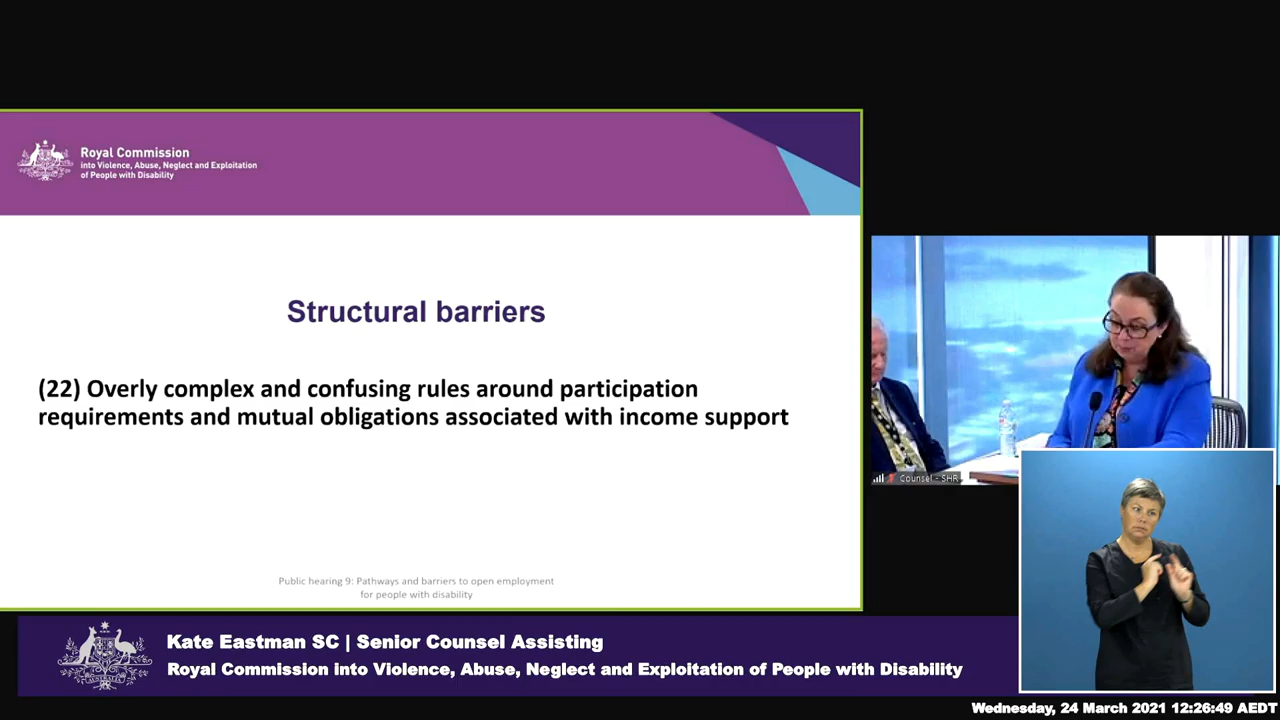 Royal Commission
into Violence, Abuse, Neglect and Exploitation
of People with Disability
Structural barriers
(22) Overly complex and confusing rules around participation
requirements and mutual obligations associated with income support
Public hearing 9: Pathways and barriers to open employment
for people with disability
Counsel - SHR
Kate Eastman SC | Senior Counsel Assisting
Royal Commission into Violence, Abuse, Neglect and Exploitation of People with Disability
Wednesday, 24 March 2021 12:26:49 AEDT